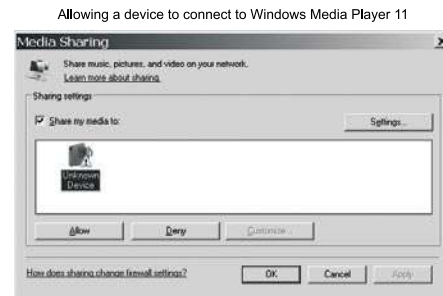 Allowing a device to connect to Windows Media Player 11
Media Sharing
Share music, pictures, and video on your network.
Learn more about sharing.
Sharing settings
Share my media to:
Settings...
Unknown
Device
Allow
Deny
Customize...
How does sharing change firewall settings?
OK
Cancel
Apply